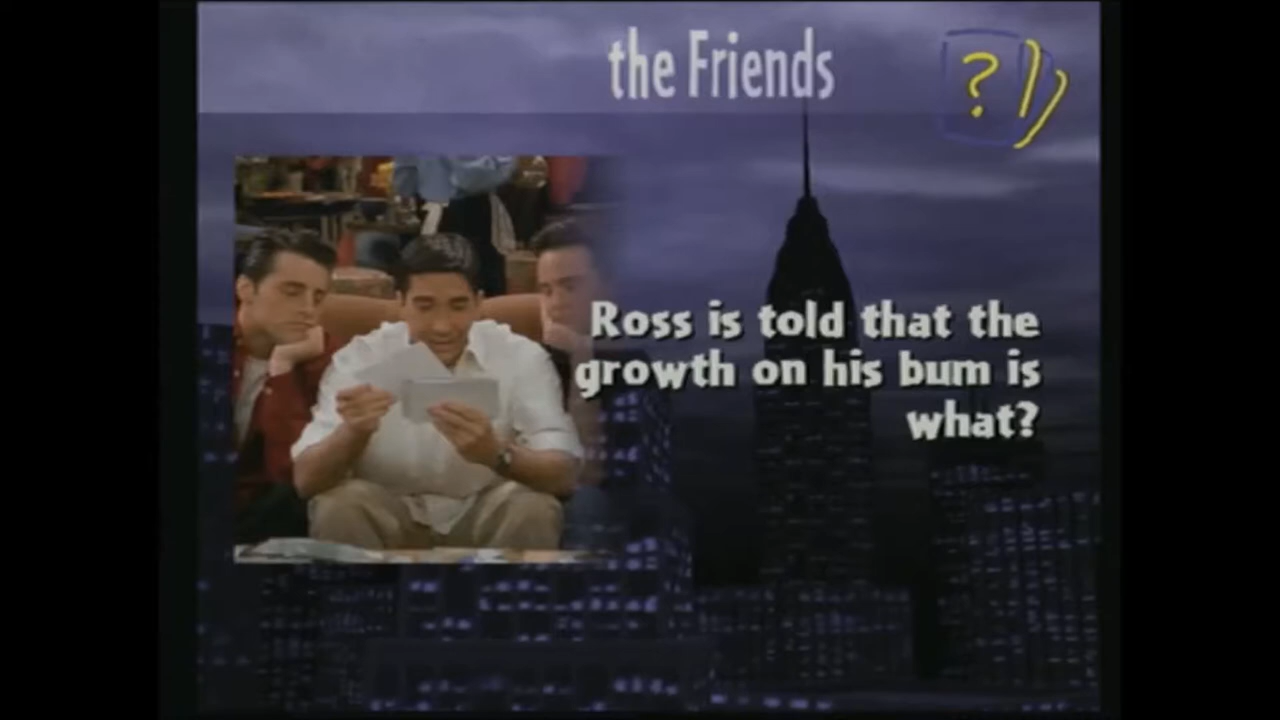 the Friends
?
Ross is told that the
growth on his bum is
what?